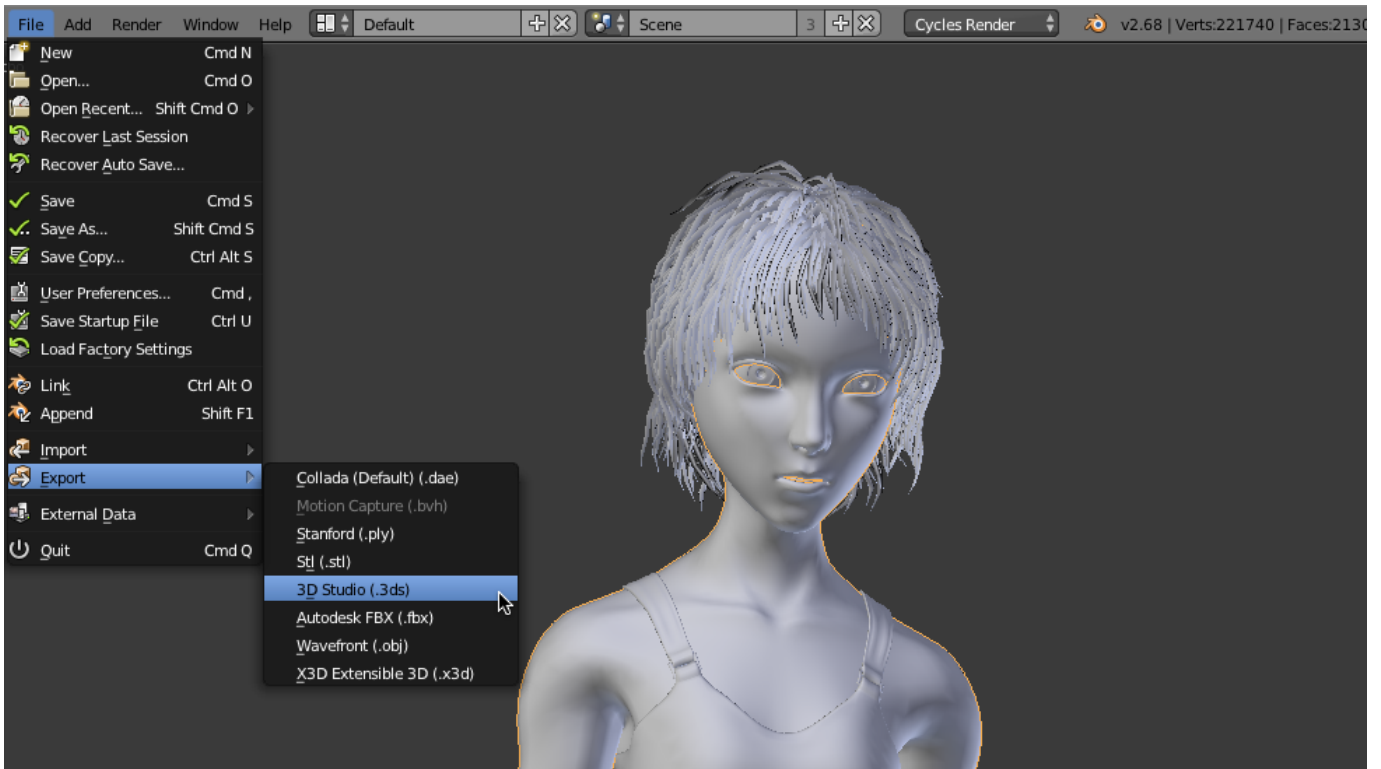 File Add Render Window Help Default Scene 3 Cycles Render v2.68 | Verts:221740 | Faces:2130
New Cmd N
Open... Cmd O
Open Recent... Shift Cmd O
Recover Last Session
Recover Auto Save...
Save Cmd S
Save As... Shift Cmd S
Save Copy... Ctrl Alt S
User Preferences... Cmd ,
Save Startup File Ctrl U
Load Factory Settings
Link Ctrl Alt O
Append Shift F1
Import
Export
External Data
Quit Cmd Q
Collada (Default) (.dae)
Motion Capture (.bvh)
Stanford (.ply)
Stl (.stl)
3D Studio (.3ds)
Autodesk FBX (.fbx)
Wavefront (.obj)
X3D Extensible 3D (.x3d)